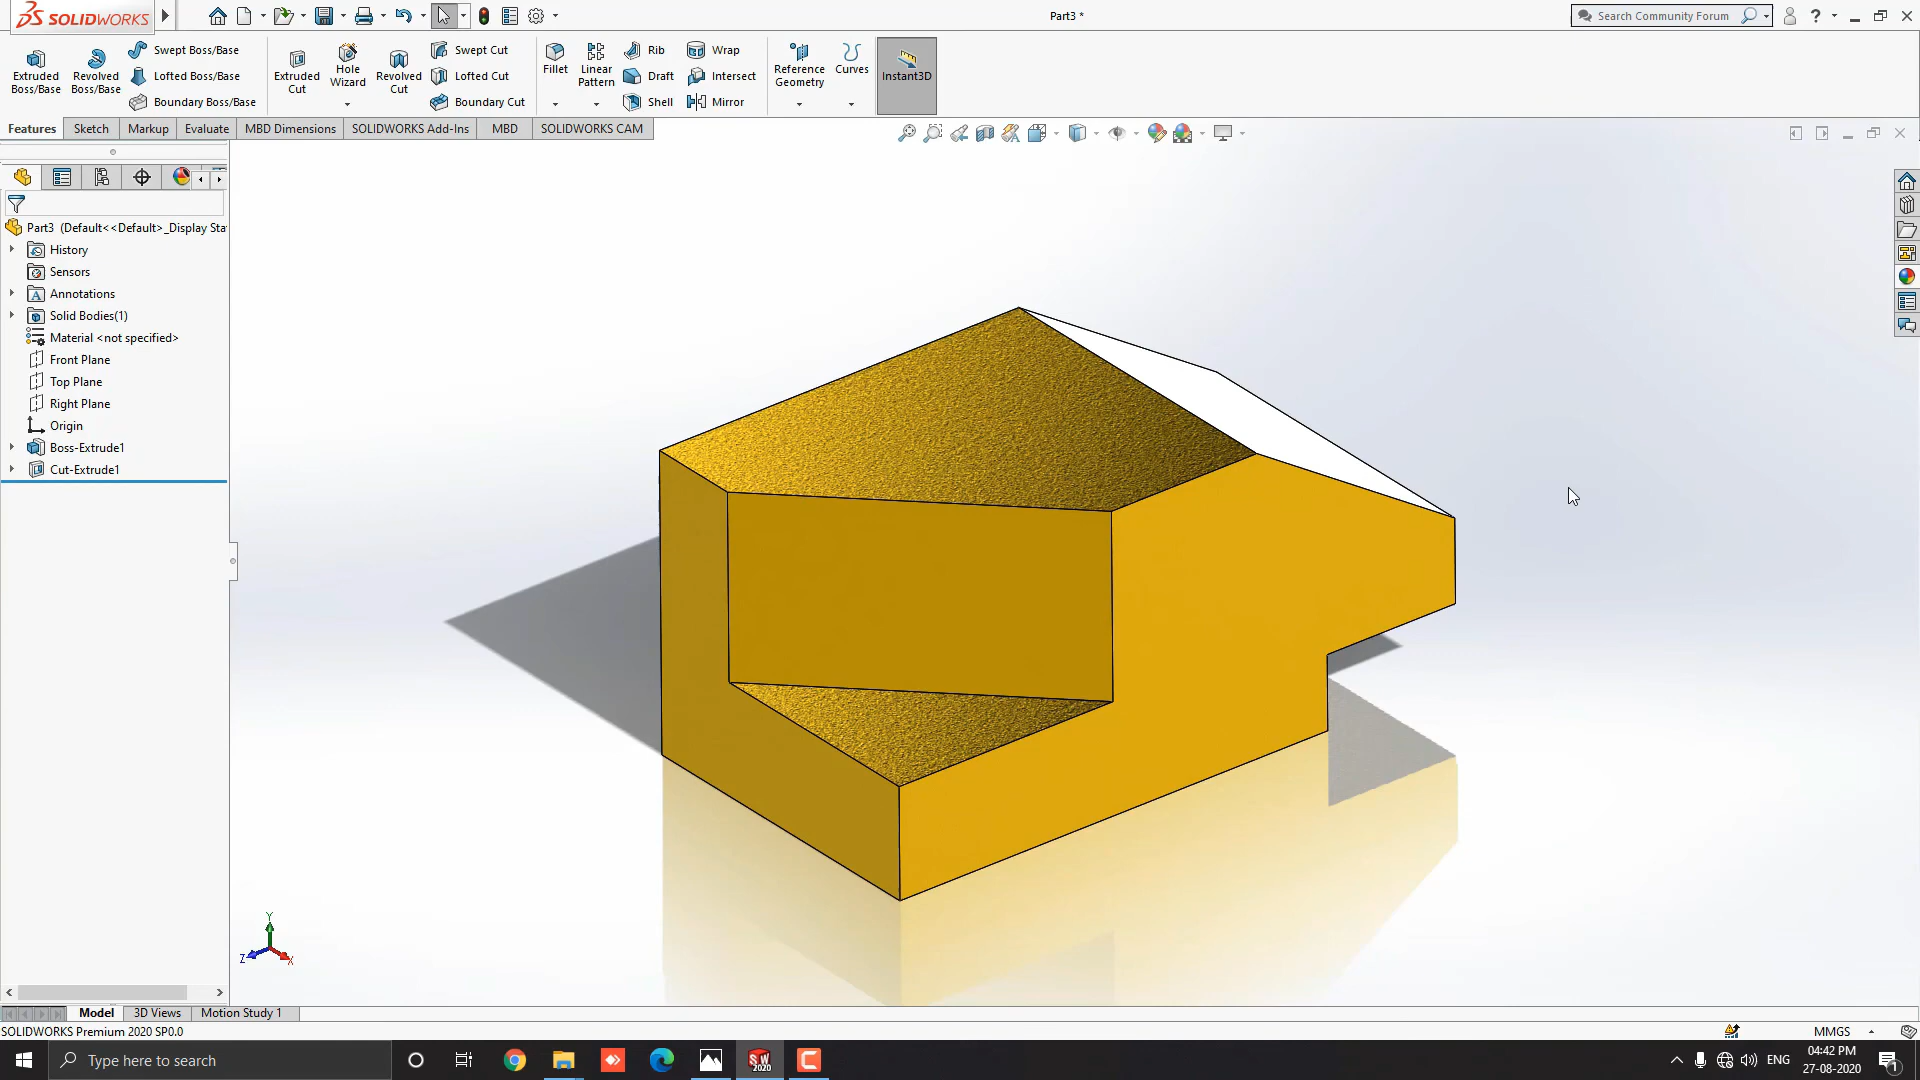 SOLIDWORKS
Part3 *
Search Community Forum
Extruded Boss/Base
Revolved Boss/Base
Swept Boss/Base
Lofted Boss/Base
Boundary Boss/Base
Extruded Cut
Hole Wizard
Revolved Cut
Swept Cut
Lofted Cut
Boundary Cut
Fillet
Linear Pattern
Rib
Draft
Shell
Wrap
Intersect
Mirror
Reference Geometry
Curves
Instant3D
Features Sketch Markup Evaluate MBD Dimensions SOLIDWORKS Add-Ins MBD SOLIDWORKS CAM
Part3 (Default<<Default>_Display Sta
History
Sensors
Annotations
Solid Bodies(1)
Material <not specified>
Front Plane
Top Plane
Right Plane
Origin
Boss-Extrude1
Cut-Extrude1
Y
Z
X
Model 3D Views Motion Study 1
SOLIDWORKS Premium 2020 SP0.0
MMGS
Type here to search
SW 2020
ENG
04:42 PM
27-08-2020
1